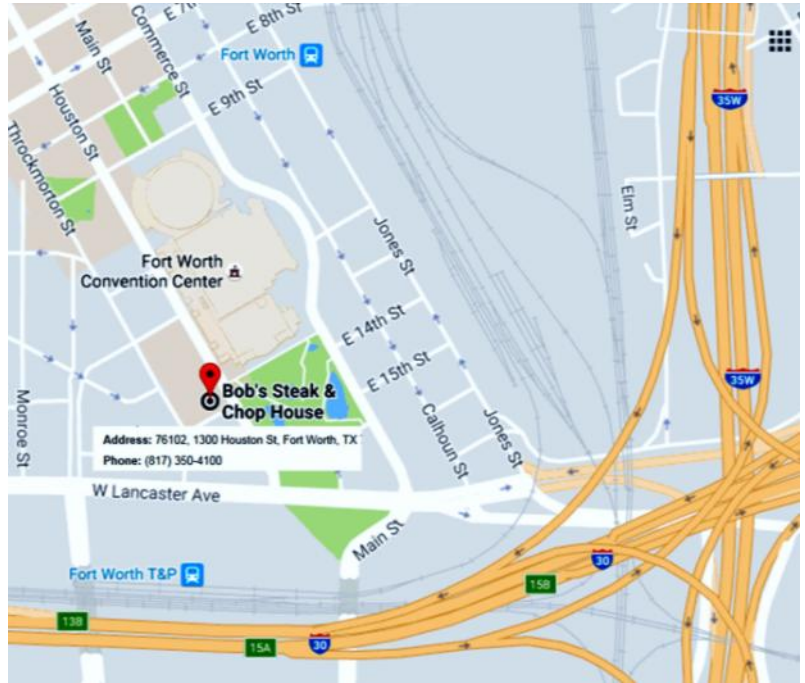 E 7th St
E 8th St
Main St
Commerce St
Fort Worth
35W
Houston St
E 9th St
Throckmorton St
Elm St
Jones St
Fort Worth
Convention Center
E 14th St
E 15th St
35W
Bob's Steak &
Chop House
Monroe St
Address: 76102, 1300 Houston St, Fort Worth, TX
Phone: (817) 350-4100
Calhoun St
Jones St
W Lancaster Ave
Main St
Fort Worth T&P
30
15B
13B
15A
30